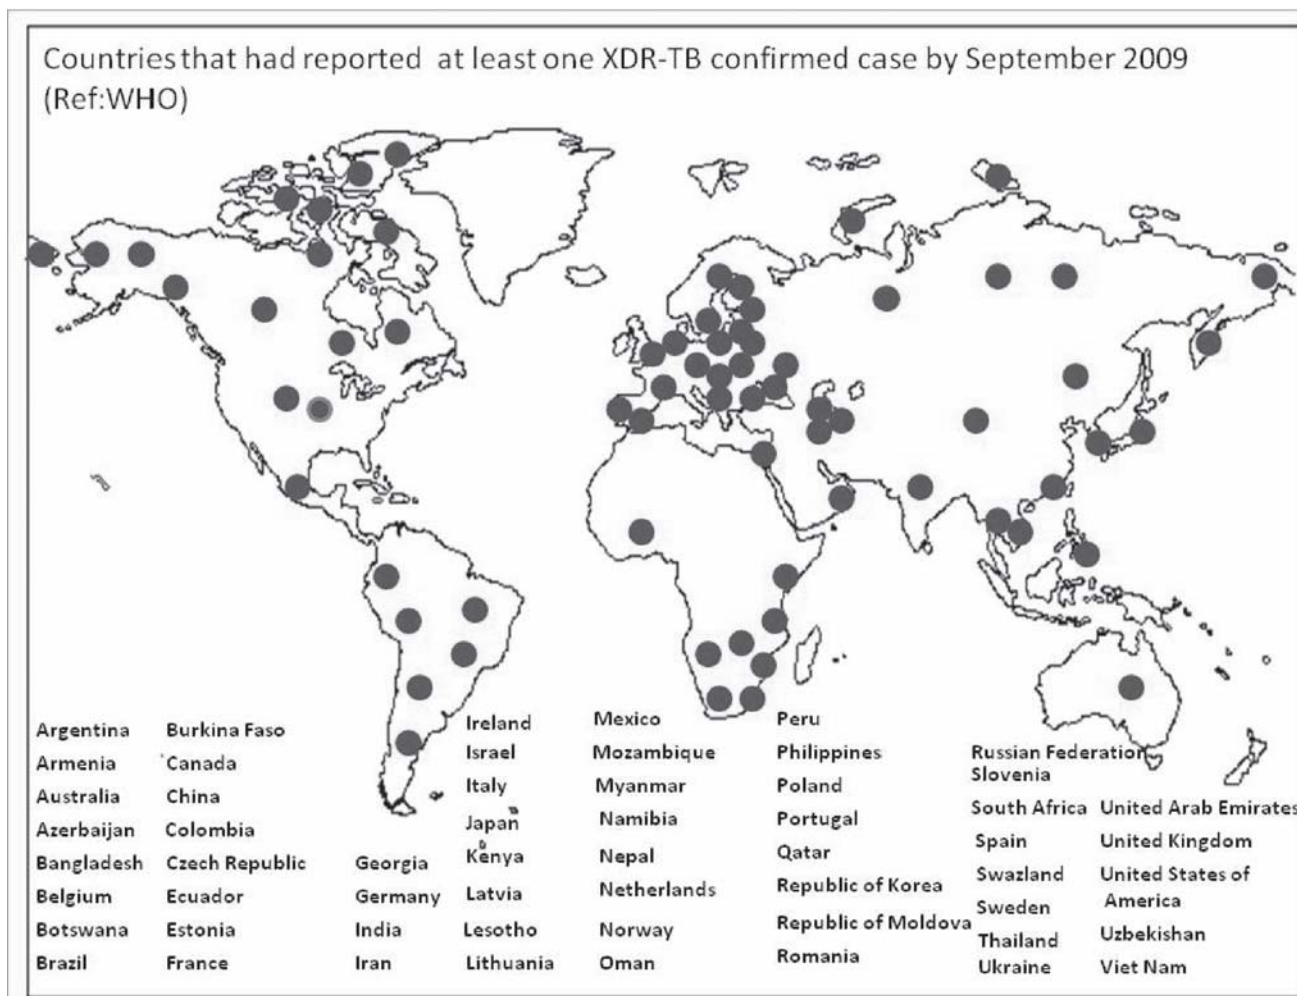 Countries that had reported at least one XDR-TB confirmed case by September 2009
(Ref:WHO)
Argentina
Armenia
Australia
Azerbaijan
Bangladesh
Belgium
Botswana
Brazil
Burkina Faso
Canada
China
Colombia
Czech Republic
Ecuador
Estonia
France
Georgia
Germany
India
Iran
Ireland
Israel
Italy
Japan
Kenya
Latvia
Lesotho
Lithuania
Mexico
Mozambique
Myanmar
Namibia
Nepal
Netherlands
Norway
Oman
Peru
Philippines
Poland
Portugal
Qatar
Republic of Korea
Republic of Moldova
Romania
Russian Federation
Slovenia
South Africa
Spain
Swazland
Sweden
Thailand
Ukraine
United Arab Emirates
United Kingdom
United States of
America
Uzbekishan
Viet Nam